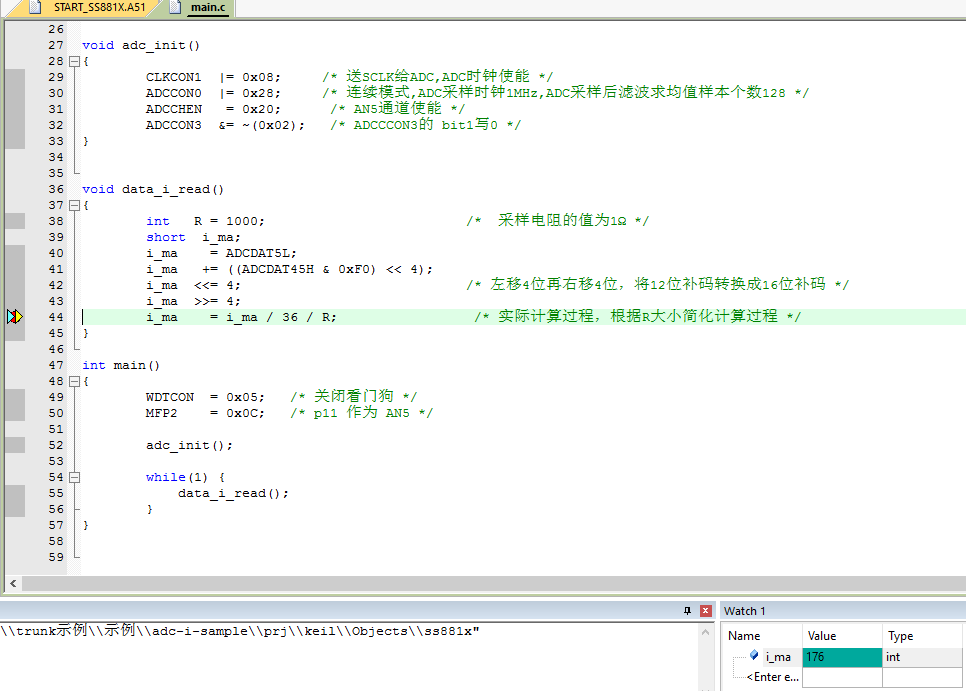 START_SS881X.A51 main.c
26
27 void adc_init()
28 {
29 CLKCON1 |= 0x08; /* 送SCLK给ADC,ADC时钟使能 */
30 ADCCON0 |= 0x28; /* 连续模式,ADC采样时钟1MHz,ADC采样后滤波求均值样本个数128 */
31 ADCCHEN = 0x20; /* AN5通道使能 */
32 ADCCON3 &= ~(0x02); /* ADCCCON3的 bit1写0 */
33 }
34
35
36 void data_i_read()
37 {
38 int R = 1000; /* 采样电阻的值为1Ω */
39 short i_ma;
40 i_ma = ADCDAT5L;
41 i_ma += ((ADCDAT45H & 0xF0) << 4);
42 i_ma <<= 4; /* 左移4位再右移4位，将12位补码转换成16位补码 */
43 i_ma >>= 4;
44 i_ma = i_ma / 36 / R; /* 实际计算过程，根据R大小简化计算过程 */
45 }
46
47 int main()
48 {
49 WDTCON = 0x05; /* 关闭看门狗 */
50 MFP2 = 0x0C; /* p11 作为 AN5 */
51
52 adc_init();
53
54 while(1) {
55 data_i_read();
56 }
57 }
58
59
\\trunk示例\\示例\\adc-i-sample\\prj\\keil\\Objects\\ss881x"
Watch 1
Name Value Type
i_ma 176 int
<Enter e...